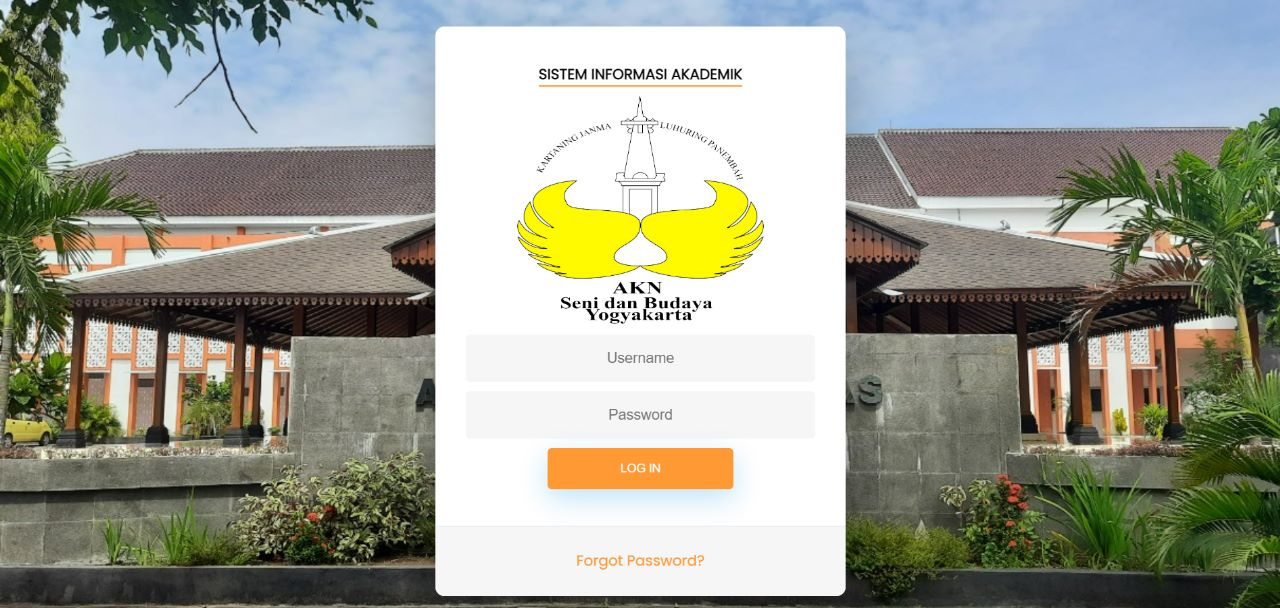 SISTEM INFORMASI AKADEMIK
KARTANING JANMA LUHURING PANEMBAH
AKN
Seni dan Budaya
Yogyakarta
Username
Password
LOG IN
Forgot Password?